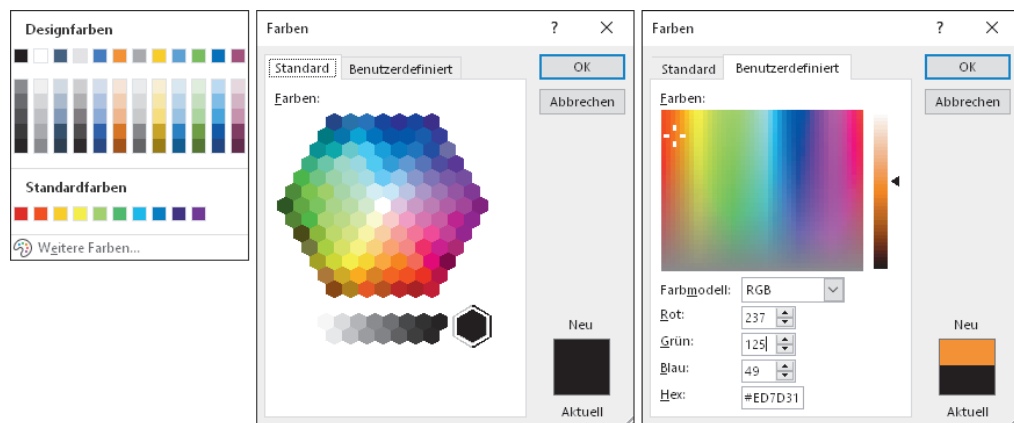 Designfarben
Standardfarben
Weitere Farben...
Farben ? ×
Standard Benutzerdefiniert
OK
Abbrechen
Farben:
Neu
Aktuell
Farben ? ×
Standard Benutzerdefiniert
OK
Abbrechen
Farben:
Farbmodell: RGB
Rot: 237
Grün: 125
Blau: 49
Hex: #ED7D31
Neu
Aktuell